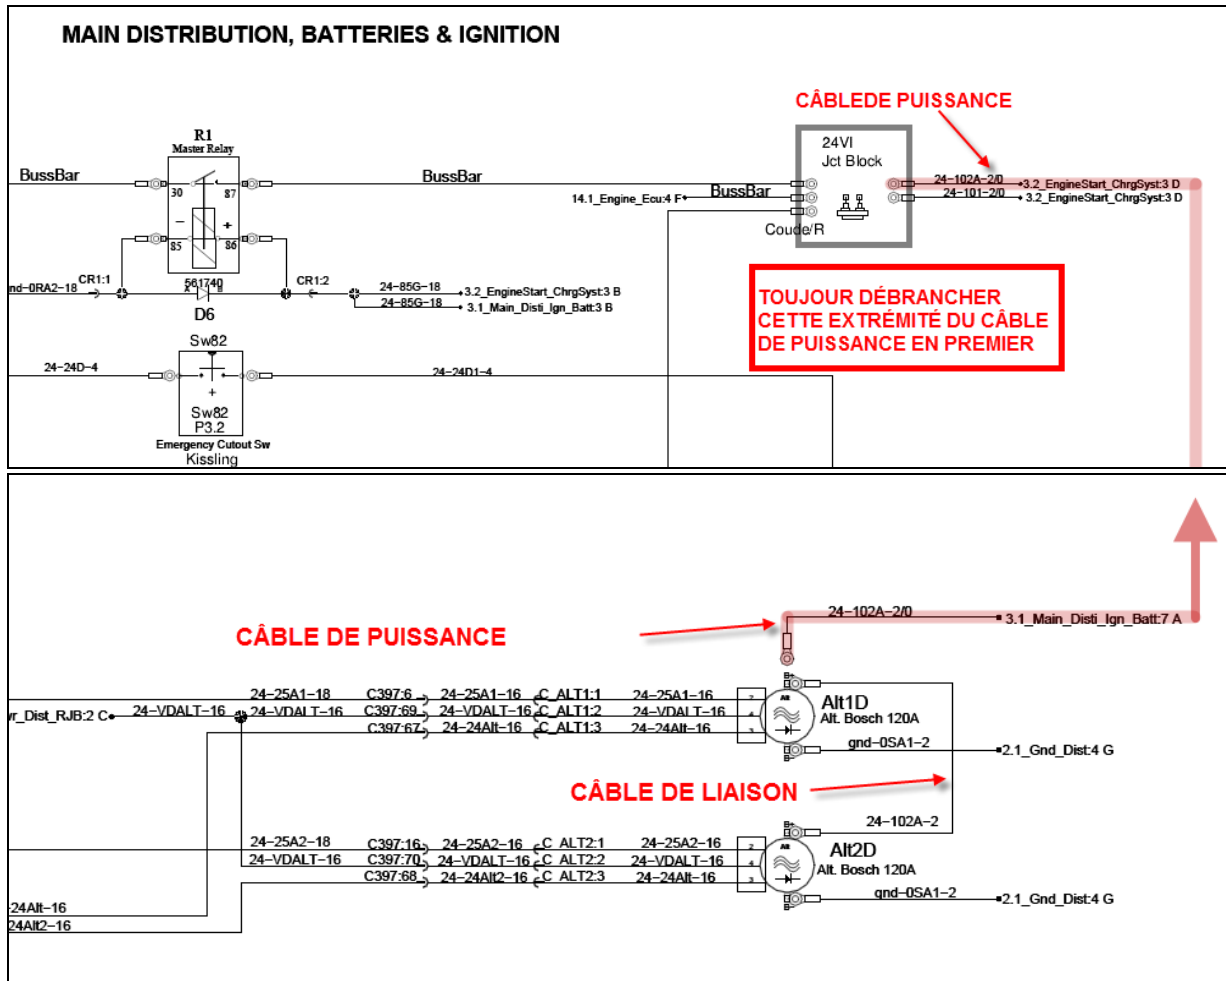 MAIN DISTRIBUTION, BATTERIES & IGNITION
CÂBLEDE PUISSANCE
R1
Master Relay
24VI
Jct Block
BussBar
30
87
BussBar
14.1_Engine_Ecu:4 F
BussBar
24-102A-2/0
3.2_EngineStart_ChrgSyst:3 D
24-101-2/0
3.2_EngineStart_ChrgSyst:3 D
Coude/R
- +
85
86
nd-0RA2-18
CR1:1
561740
CR1:2
24-85G-18
3.2_EngineStart_ChrgSyst:3 B
24-85G-18
3.1_Main_Disti_Ign_Batt:3 B
D6
TOUJOUR DÉBRANCHER
CETTE EXTRÉMITÉ DU CÂBLE
DE PUISSANCE EN PREMIER
Sw82
24-24D-4
24-24D1-4
+
Sw82
P3.2
Emergency Cutout Sw
Kissling
24-102A-2/0
3.1_Main_Disti_Ign_Batt:7 A
CÂBLE DE PUISSANCE
B+
24-25A1-18
C397:6
24-25A1-16
C_ALT1:1
24-25A1-16
2
Alt
Alt1D
Alt. Bosch 120A
vr_Dist_RJB:2 C
24-VDALT-16
24-VDALT-16
C397:69
24-VDALT-16
C_ALT1:2
24-VDALT-16
4
C397:67
24-24Alt-16
C_ALT1:3
24-24Alt-16
3
B-
gnd-0SA1-2
2.1_Gnd_Dist:4 G
CÂBLE DE LIAISON
24-102A-2
B+
24-25A2-18
C397:16
24-25A2-16
C_ALT2:1
24-25A2-16
2
Alt
Alt2D
Alt. Bosch 120A
24-VDALT-16
C397:70
24-VDALT-16
C_ALT2:2
24-VDALT-16
4
C397:68
24-24Alt2-16
C_ALT2:3
24-24Alt-16
3
B-
gnd-0SA1-2
2.1_Gnd_Dist:4 G
-24Alt-16
24Alt2-16